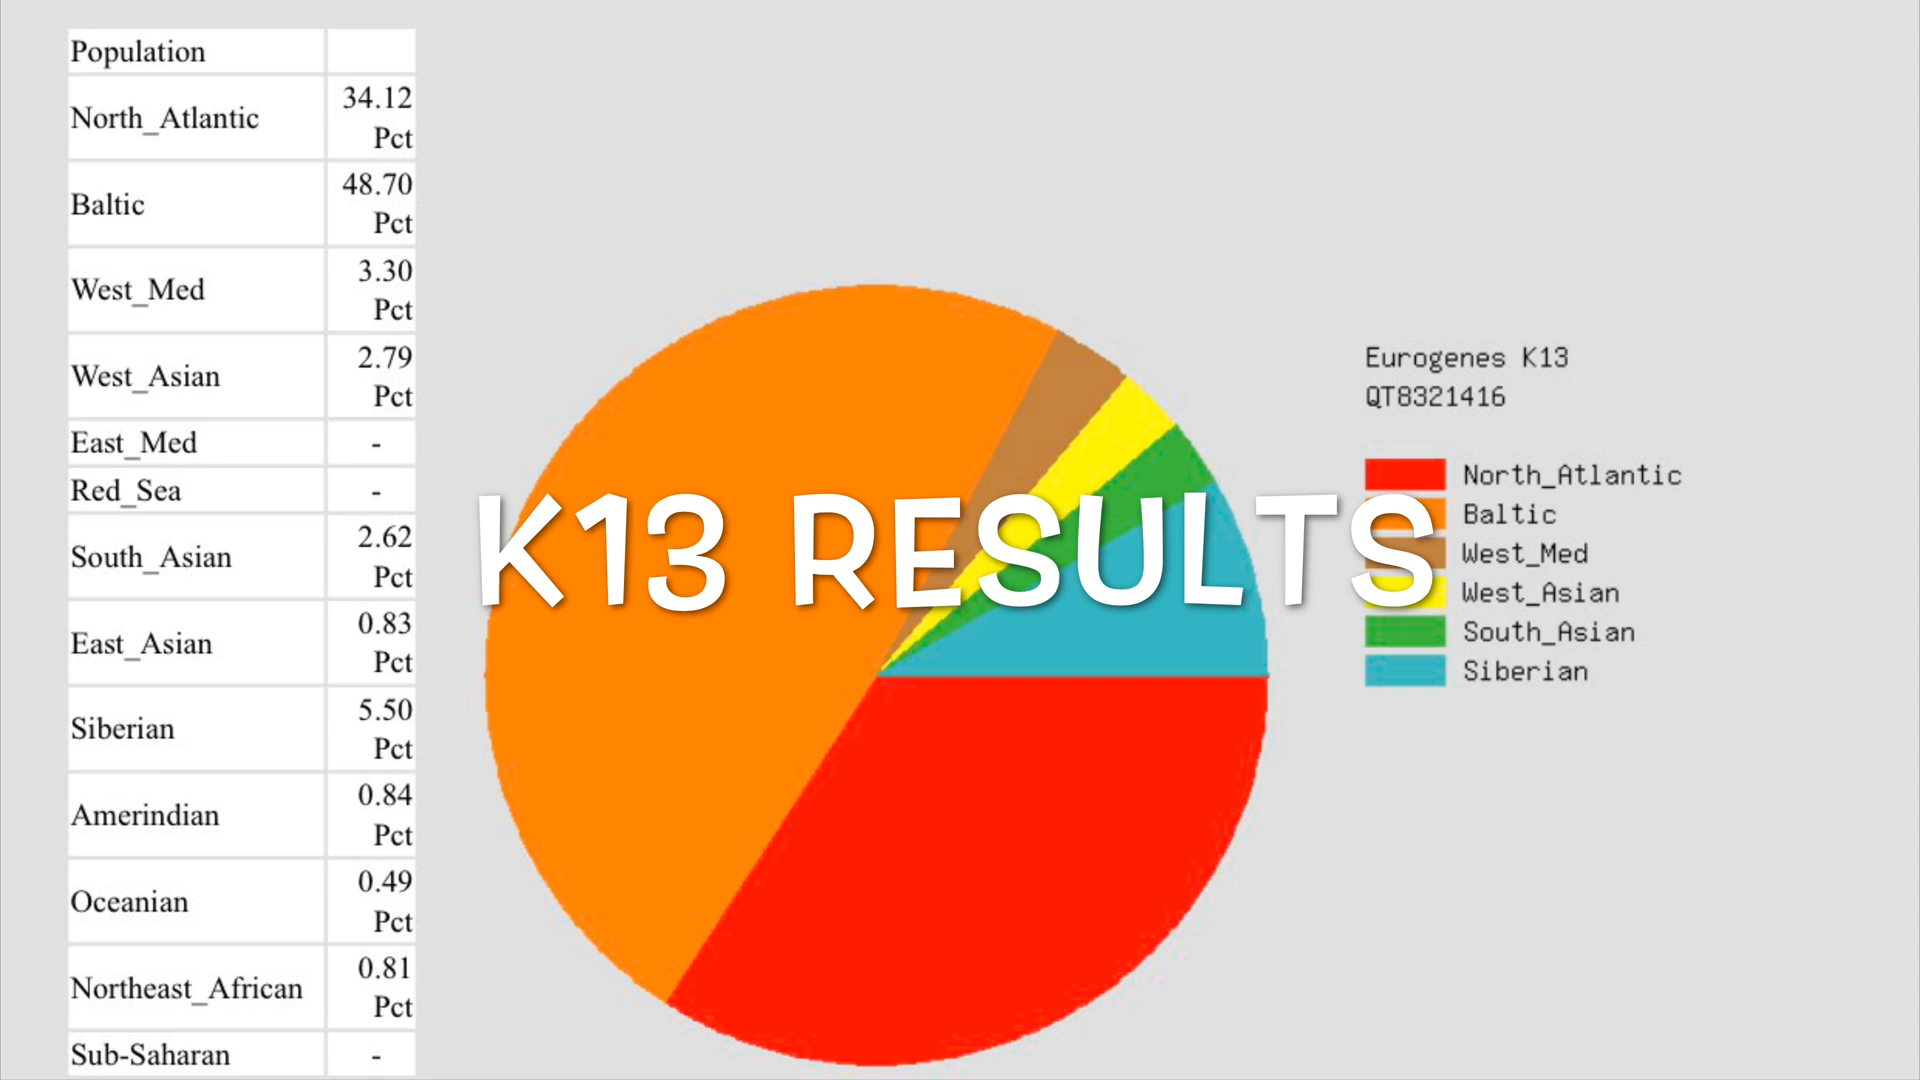 Population
North_Atlantic 34.12 Pct
Baltic 48.70 Pct
West_Med 3.30 Pct
West_Asian 2.79 Pct
East_Med -
Red_Sea -
South_Asian 2.62 Pct
East_Asian 0.83 Pct
Siberian 5.50 Pct
Amerindian 0.84 Pct
Oceanian 0.49 Pct
Northeast_African 0.81 Pct
Sub-Saharan -
K13 RESULTS
Eurogenes K13
QT8321416
North_Atlantic
Baltic
West_Med
West_Asian
South_Asian
Siberian